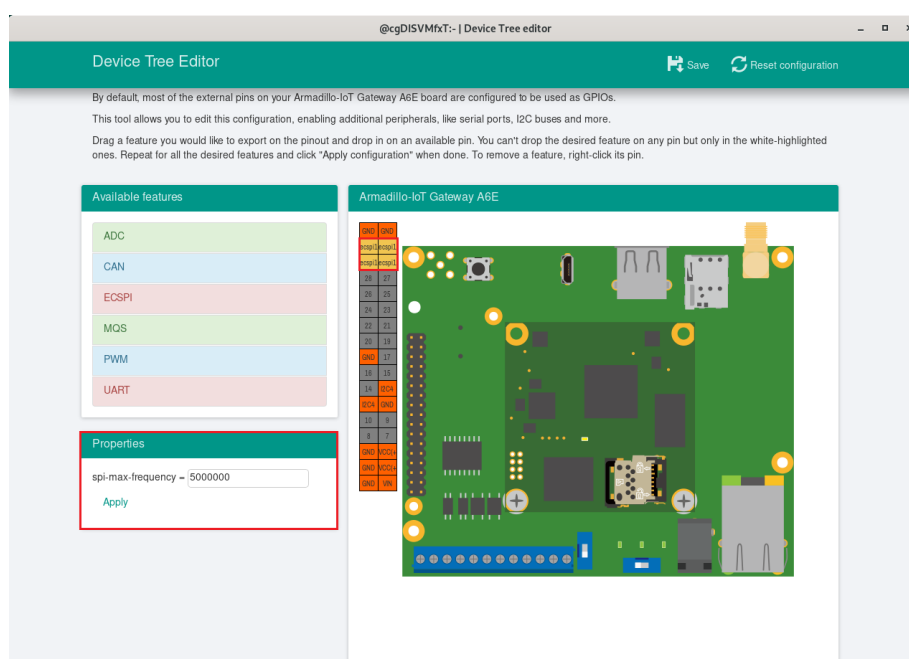 @cgDISVMfxT:- | Device Tree editor
Device Tree Editor
Save
Reset configuration
By default, most of the external pins on your Armadillo-IoT Gateway A6E board are configured to be used as GPIOs.
This tool allows you to edit this configuration, enabling additional peripherals, like serial ports, I2C buses and more.
Drag a feature you would like to export on the pinout and drop in on an available pin. You can't drop the desired feature on any pin but only in the white-highlighted
ones. Repeat for all the desired features and click "Apply configuration" when done. To remove a feature, right-click its pin.
Available features
ADC
CAN
ECSPI
MQS
PWM
UART
Properties
spi-max-frequency = 5000000
Apply
Armadillo-IoT Gateway A6E
GND GND
ecspi1 ecspi1
ecspi1 ecspi1
28 27
26 25
24 23
22 21
20 19
GND 17
16 15
14 I2C4
I2C4 GND
10 9
8 7
GND VCC(+
GND VCC(+
GND VIN